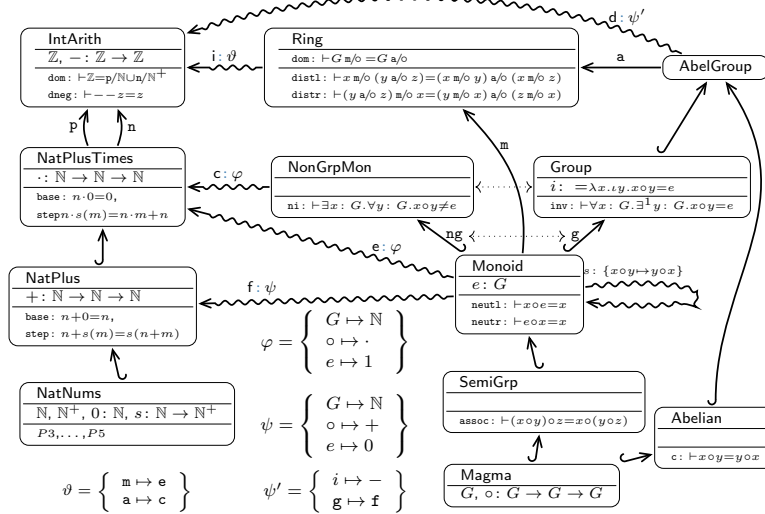 d: ψ′
IntArith
ℤ, −: ℤ → ℤ
dom: ⊢ℤ=p/ℕ∪n/ℕ⁺
dneg: ⊢−−z=z
i: ϑ
Ring
dom: ⊢G m/∘ =G a/∘
distl: ⊢x m/∘ (y a/∘ z)=(x m/∘ y) a/∘ (x m/∘ z)
distr: ⊢(y a/∘ z) m/∘ x=(y m/∘ x) a/∘ (z m/∘ x)
a
AbelGroup
p
n
m
NatPlusTimes
·: ℕ → ℕ → ℕ
base: n·0=0,
stepn·s(m)=n·m+n
c: φ
NonGrpMon
ni: ⊢∃x: G.∀y: G.x∘y≠e
Group
i: =λx.ιy.x∘y=e
inv: ⊢∀x: G.∃¹y: G.x∘y=e
ng
g
e: φ
NatPlus
+: ℕ → ℕ → ℕ
base: n+0=n,
step: n+s(m)=s(n+m)
f: ψ
Monoid
e: G
neutl: ⊢x∘e=x
neutr: ⊢e∘x=x
s: {x∘y↦y∘x}
φ = { G ↦ ℕ
∘ ↦ ·
e ↦ 1 }
NatNums
ℕ, ℕ⁺, 0: ℕ, s: ℕ → ℕ⁺
P3,...,P5
ψ = { G ↦ ℕ
∘ ↦ +
e ↦ 0 }
SemiGrp
assoc: ⊢(x∘y)∘z=x∘(y∘z)
Abelian
c: ⊢x∘y=y∘x
ϑ = { m ↦ e
a ↦ c }
ψ′ = { i ↦ −
g ↦ f }
Magma
G, ∘: G → G → G